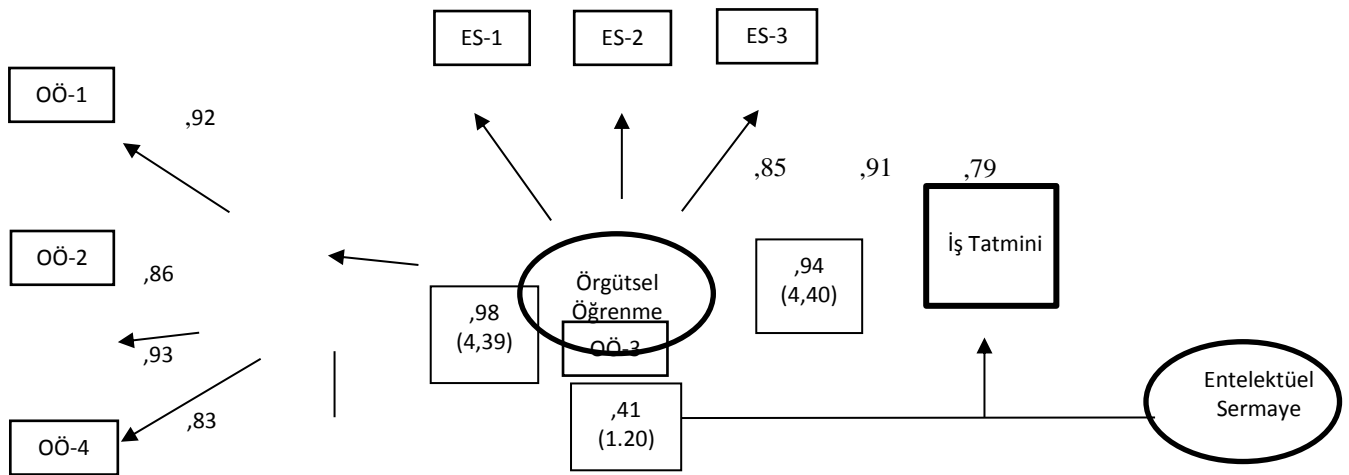 ES-1
ES-2
ES-3
OÖ-1
,92
,85
,91
,79
OÖ-2
,86
İş Tatmini
Örgütsel
Öğrenme
,94
(4,40)
,98
(4,39)
OÖ-3
,93
Entelektüel
Sermaye
,41
(1.20)
,83
OÖ-4